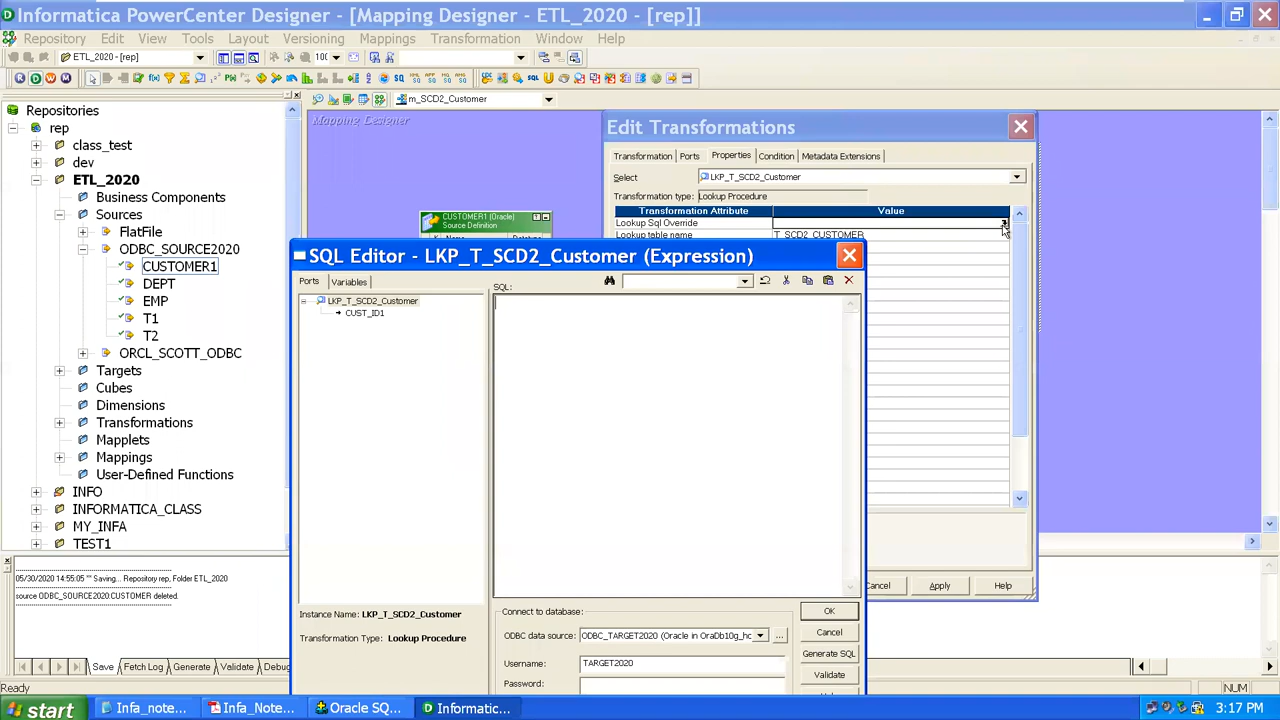 Informatica PowerCenter Designer - [Mapping Designer - ETL_2020 - [rep]]
Repository Edit View Tools Layout Versioning Mappings Transformation Window Help
ETL_2020 - [rep]
m_SCD2_Customer
Repositories
rep
class_test
dev
ETL_2020
Business Components
Sources
FlatFile
ODBC_SOURCE2020
CUSTOMER1
DEPT
EMP
T1
T2
ORCL_SCOTT_ODBC
Targets
Cubes
Dimensions
Transformations
Mapplets
Mappings
User-Defined Functions
INFO
INFORMATICA_CLASS
MY_INFA
TEST1
Mapping Designer
CUSTOMER1 (Oracle)
Source Definition
Edit Transformations
Transformation Ports Properties Condition Metadata Extensions
Select LKP_T_SCD2_Customer
Transformation type: Lookup Procedure
Transformation Attribute Value
Lookup Sql Override
Lookup table name T_SCD2_CUSTOMER
SQL Editor - LKP_T_SCD2_Customer (Expression)
Ports Variables
SQL:
LKP_T_SCD2_Customer
CUST_ID1
Instance Name: LKP_T_SCD2_Customer
Transformation Type: Lookup Procedure
Connect to database:
ODBC data source: ODBC_TARGET2020 (Oracle in OraDb10g_hc
Username: TARGET2020
Password:
OK
Cancel
Generate SQL
Validate
Cancel Apply Help
05/30/2020 14:55:05 ** Saving... Repository rep, Folder ETL_2020
source ODBC_SOURCE2020:CUSTOMER deleted.
Save Fetch Log Generate Validate Debug
Ready
NUM
start Infa_note... Infa_Note... Oracle SQ... Informatic... 3:17 PM